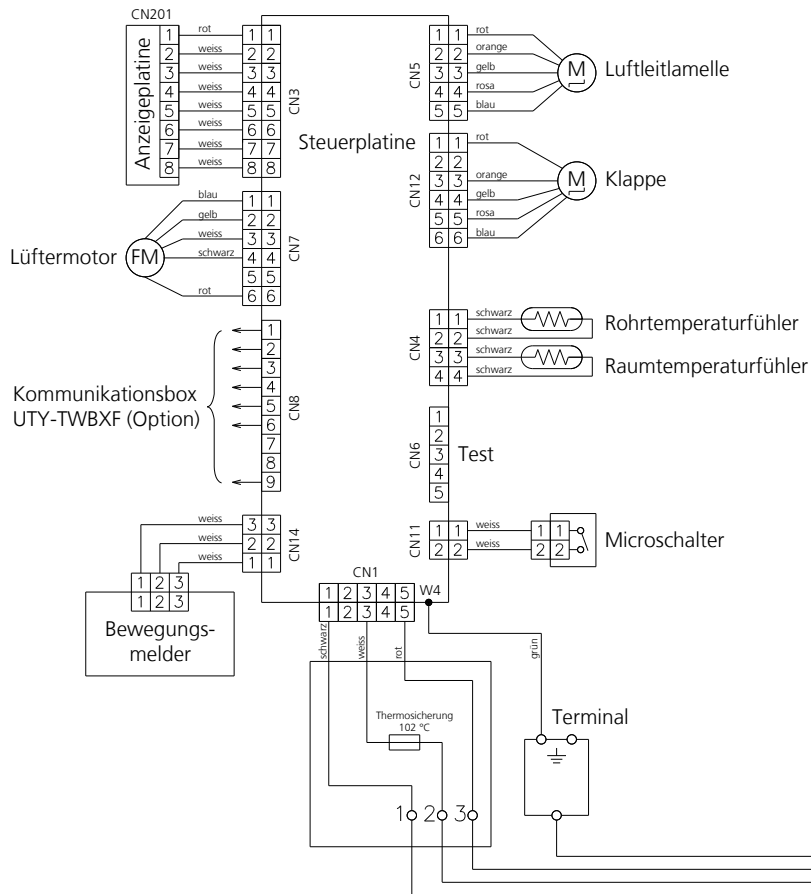 CN201
Anzeigeplatine
1 rot 1 1
2 weiss 2 2
3 weiss 3 3
4 weiss 4 4
5 weiss 5 5
6 weiss 6 6
7 weiss 7 7
8 weiss 8 8
CN3
Steuerplatine
CN5
1 1 rot
2 2 orange
3 3 gelb
4 4 rosa
5 5 blau
M
Luftleitlamelle
CN12
1 1 rot
2 2
3 3 orange
4 4 gelb
5 5 rosa
6 6 blau
M
Klappe
Lüftermotor
FM
blau 1 1
gelb 2 2
weiss 3 3
schwarz 4 4
5 5
rot 6 6
CN7
CN4
1 1 schwarz
2 2 schwarz
3 3 schwarz
4 4 schwarz
Rohrtemperaturfühler
Raumtemperaturfühler
Kommunikationsbox
UTY-TWBXF (Option)
1
2
3
4
5
6
7
8
9
CN8
CN6
1
2
3
4
5
Test
weiss 3 3
weiss 2 2
weiss 1 1
CN14
1 2 3
1 2 3
Bewegungs-
melder
CN11
1 1 weiss 1 1
2 2 weiss 2 2
Microschalter
CN1
1 2 3 4 5
1 2 3 4 5
W4
schwarz
weiss
rot
grün
Thermosicherung
102 °C
1 2 3
Terminal